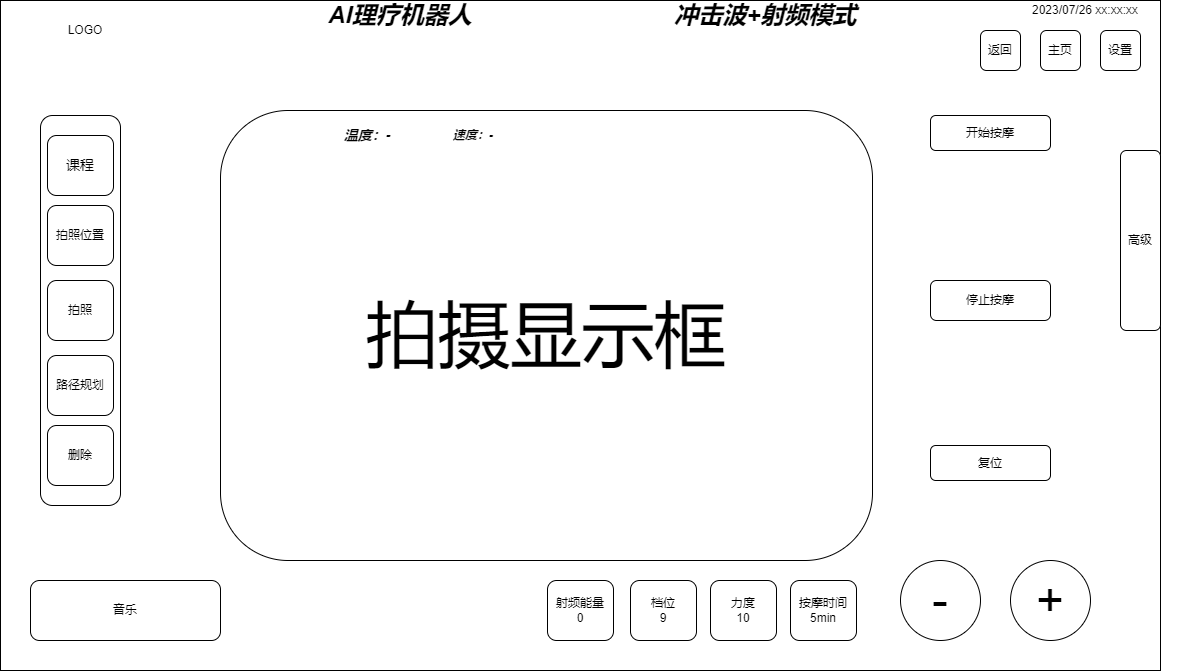 LOGO
AI理疗机器人
冲击波+射频模式
2023/07/26 xx:xx:xx
返回
主页
设置
课程
拍照位置
拍照
路径规划
删除
温度：-
速度：-
拍摄显示框
开始按摩
停止按摩
复位
高级
音乐
射频能量
0
档位
9
力度
10
按摩时间
5min
-
+